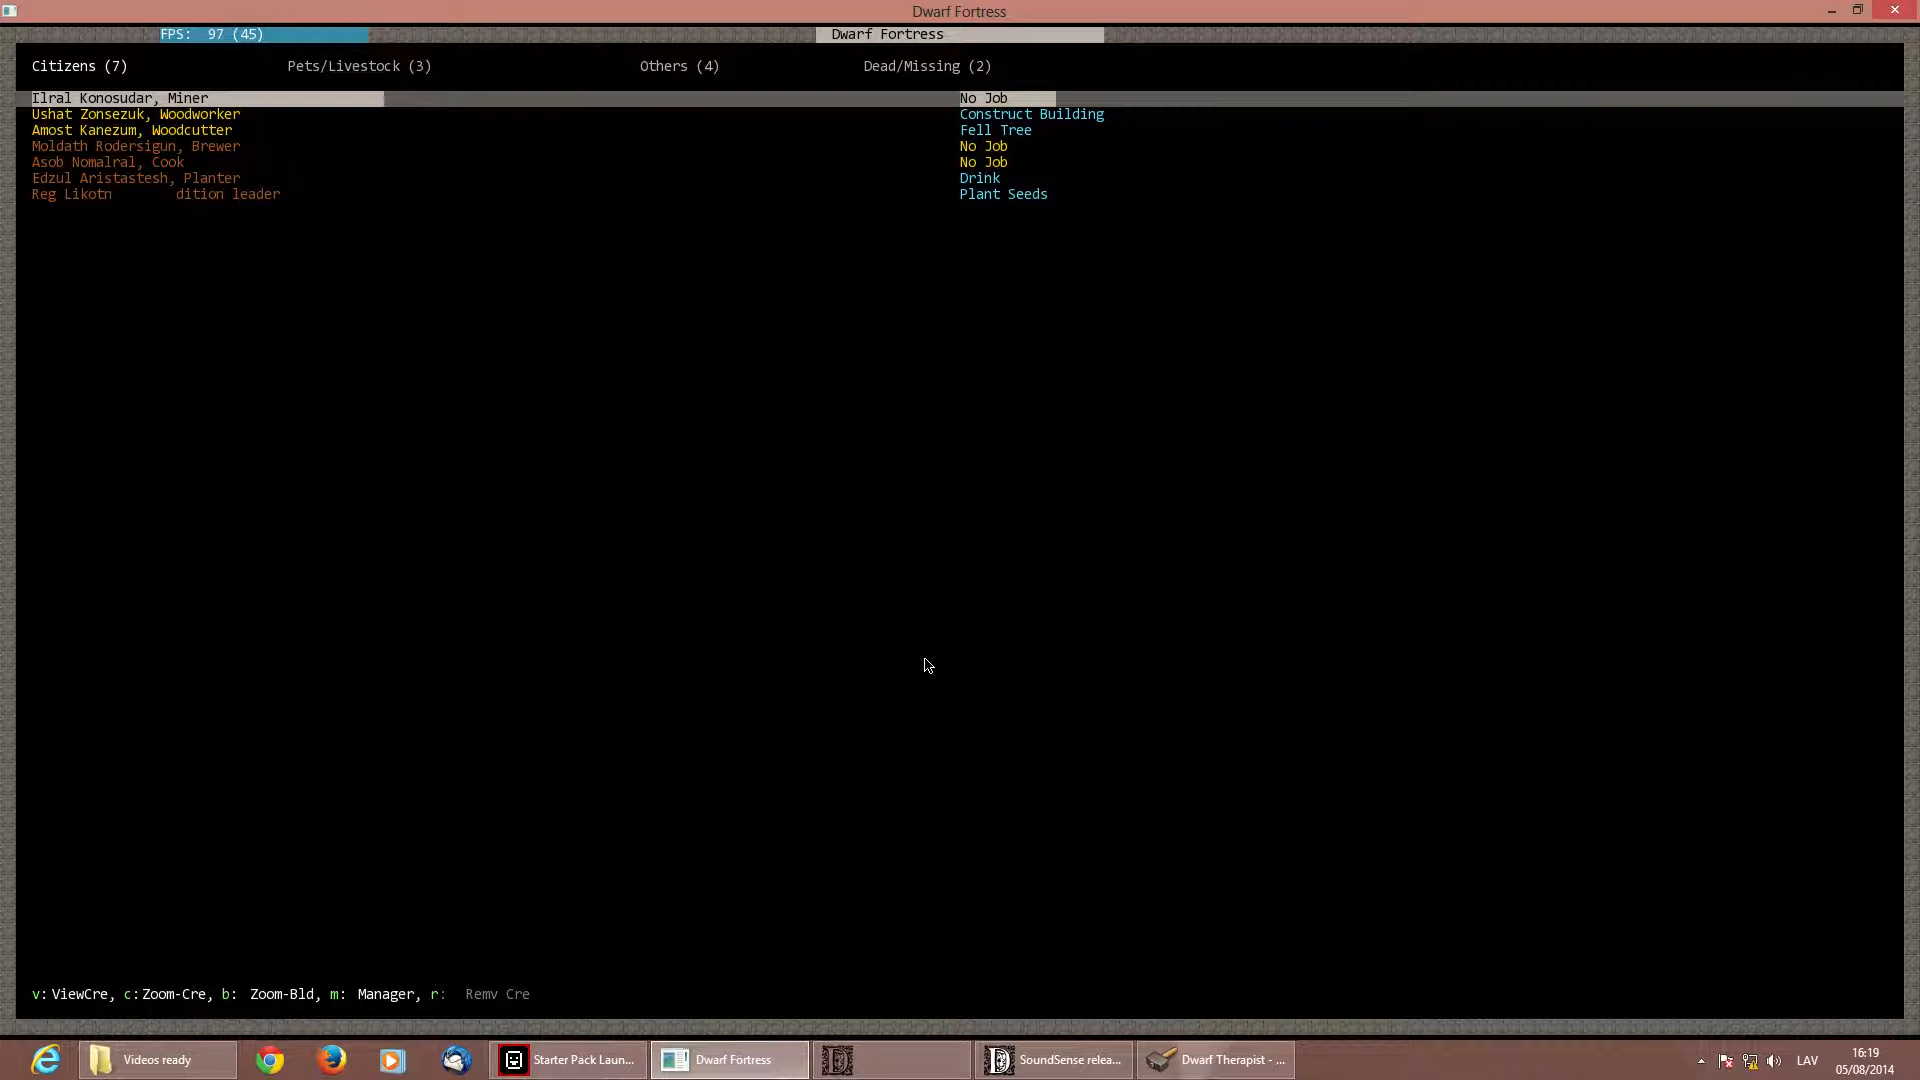 Dwarf Fortress
FPS: 97 (45)
Dwarf Fortress
Citizens (7) Pets/Livestock (3) Others (4) Dead/Missing (2)
Ilral Konosudar, Miner No Job
Ushat Zonsezuk, Woodworker Construct Building
Amost Kanezum, Woodcutter Fell Tree
Moldath Rodersigun, Brewer No Job
Asob Nomalral, Cook No Job
Edzul Aristastesh, Planter Drink
Reg Likotn dition leader Plant Seeds
v:ViewCre, c:Zoom-Cre, b: Zoom-Bld, m: Manager, r: Remv Cre
Videos ready Starter Pack Laun... Dwarf Fortress SoundSense relea... Dwarf Therapist - ... LAV 16:19
05/08/2014